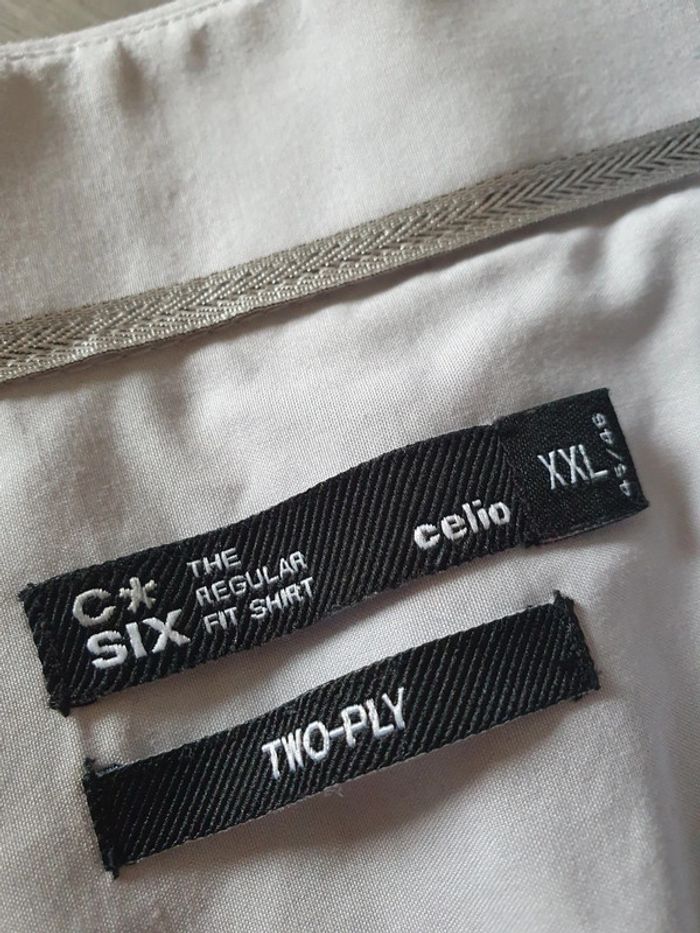 C*
SIX
THE
REGULAR
FIT SHIRT
celio
XXL
45/46
TWO-PLY